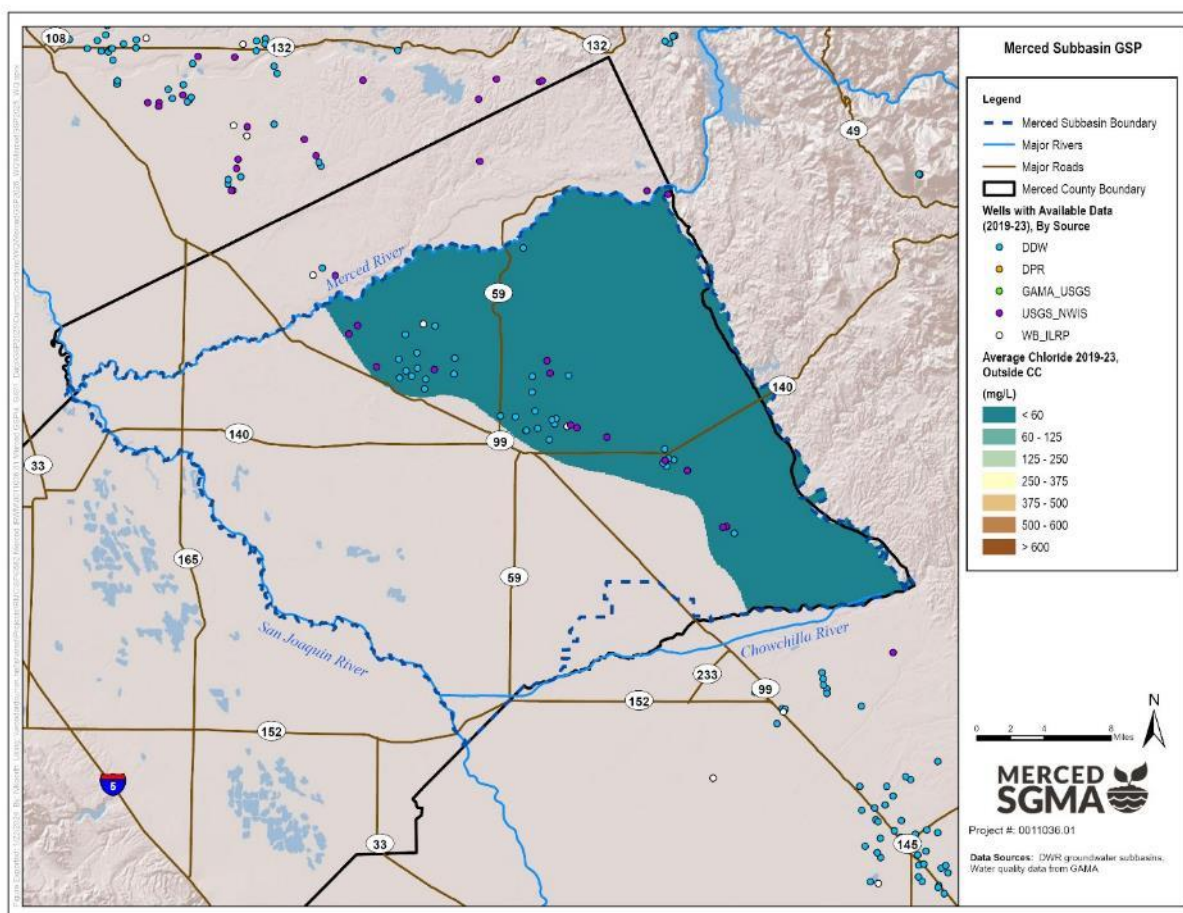 Merced Subbasin GSP
Legend
Merced Subbasin Boundary
Major Rivers
Major Roads
Merced County Boundary
Wells with Available Data
(2019-23), By Source
DDW
DPR
GAMA_USGS
USGS_NWIS
WB_ILRP
Average Chloride 2019-23,
Outside CC
(mg/L)
< 60
60 - 125
125 - 250
250 - 375
375 - 500
500 - 600
> 600
N
0 2 4 8
Miles
MERCED
SGMA
Project #: 0011036.01
Data Sources: DWR groundwater subbasins,
Water quality data from GAMA
108
132
132
49
Merced River
59
140
140
99
33
165
59
San Joaquin River
Chowchilla River
233
99
152
152
5
33
145